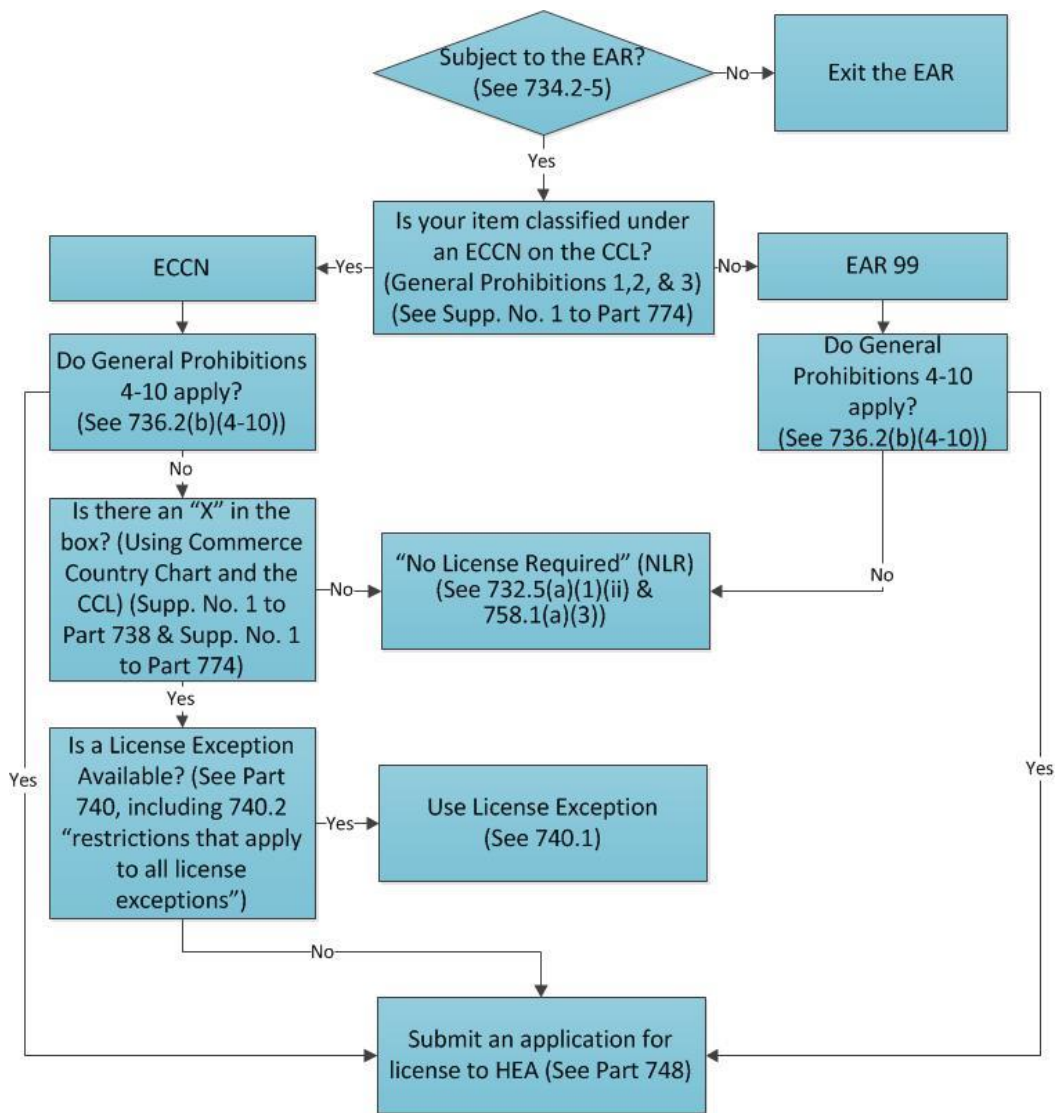 Subject to the EAR?
(See 734.2-5)
No
Exit the EAR
Yes
Is your item classified under
an ECCN on the CCL?
(General Prohibitions 1,2, & 3)
(See Supp. No. 1 to Part 774)
Yes
ECCN
No
EAR 99
Do General Prohibitions
4-10 apply?
(See 736.2(b)(4-10))
Do General
Prohibitions 4-10
apply?
(See 736.2(b)(4-10))
No
Is there an “X” in the
box? (Using Commerce
Country Chart and the
CCL) (Supp. No. 1 to
Part 738 & Supp. No. 1
to Part 774)
No
“No License Required” (NLR)
(See 732.5(a)(1)(ii) &
758.1(a)(3))
No
Yes
Is a License Exception
Available? (See Part
740, including 740.2
“restrictions that apply
to all license
exceptions”)
Yes
Use License Exception
(See 740.1)
Yes
Yes
No
Submit an application for
license to HEA (See Part 748)